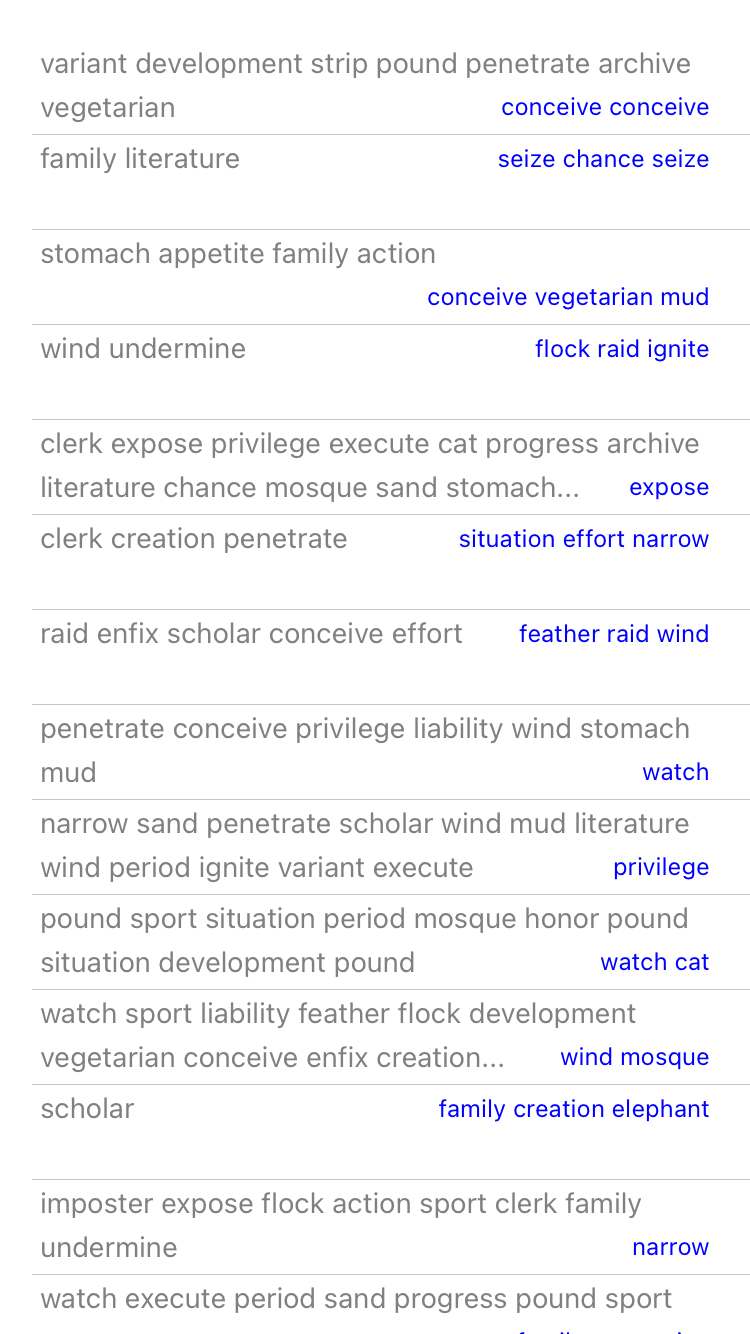 variant development strip pound penetrate archive
vegetarian conceive conceive
family literature seize chance seize
stomach appetite family action
conceive vegetarian mud
wind undermine flock raid ignite
clerk expose privilege execute cat progress archive
literature chance mosque sand stomach... expose
clerk creation penetrate situation effort narrow
raid enfix scholar conceive effort feather raid wind
penetrate conceive privilege liability wind stomach
mud watch
narrow sand penetrate scholar wind mud literature
wind period ignite variant execute privilege
pound sport situation period mosque honor pound
situation development pound watch cat
watch sport liability feather flock development
vegetarian conceive enfix creation... wind mosque
scholar family creation elephant
imposter expose flock action sport clerk family
undermine narrow
watch execute period sand progress pound sport